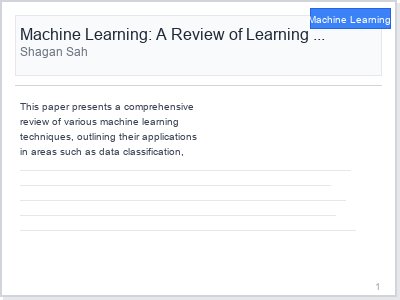 Machine Learning
Machine Learning: A Review of Learning ...
Shagan Sah
This paper presents a comprehensive
review of various machine learning
techniques, outlining their applications
in areas such as data classification,
1